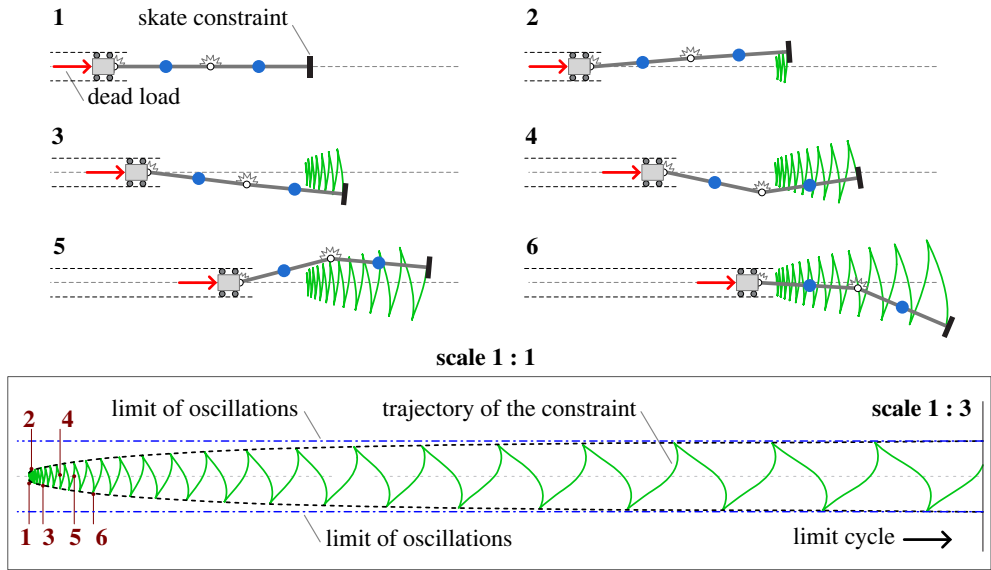 1
skate constraint
2
dead load
3
4
5
6
scale 1 : 1
2
4
limit of oscillations
trajectory of the constraint
scale 1 : 3
1
3
5
6
limit of oscillations
limit cycle